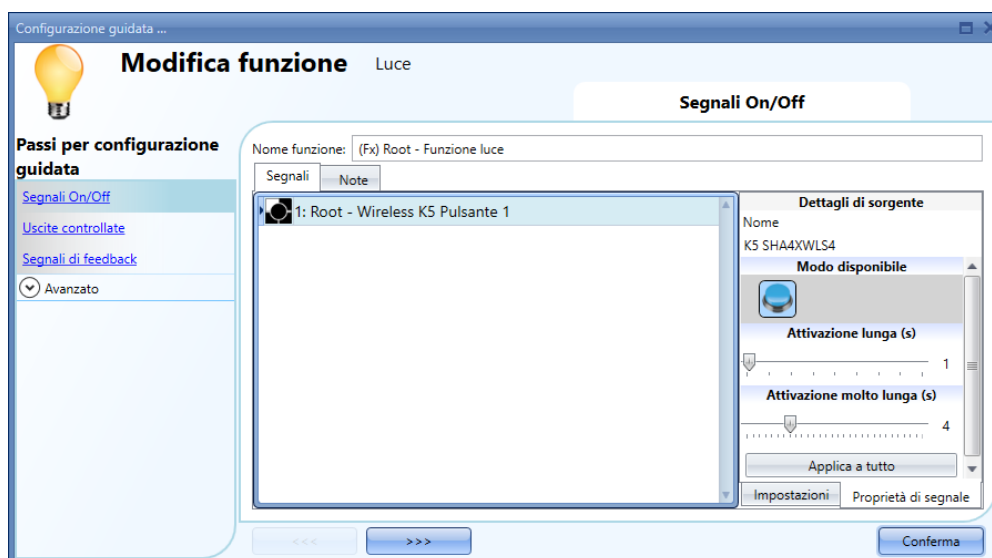 Configurazione guidata ...
Modifica funzione Luce
Segnali On/Off
Passi per configurazione
guidata
Segnali On/Off
Uscite controllate
Segnali di feedback
Avanzato
Nome funzione: (Fx) Root - Funzione luce
Segnali Note
1: Root - Wireless K5 Pulsante 1
Dettagli di sorgente
Nome
K5 SHA4XWLS4
Modo disponibile
Attivazione lunga (s)
1
Attivazione molto lunga (s)
4
Applica a tutto
Impostazioni Proprietà di segnale
<<< >>> Conferma